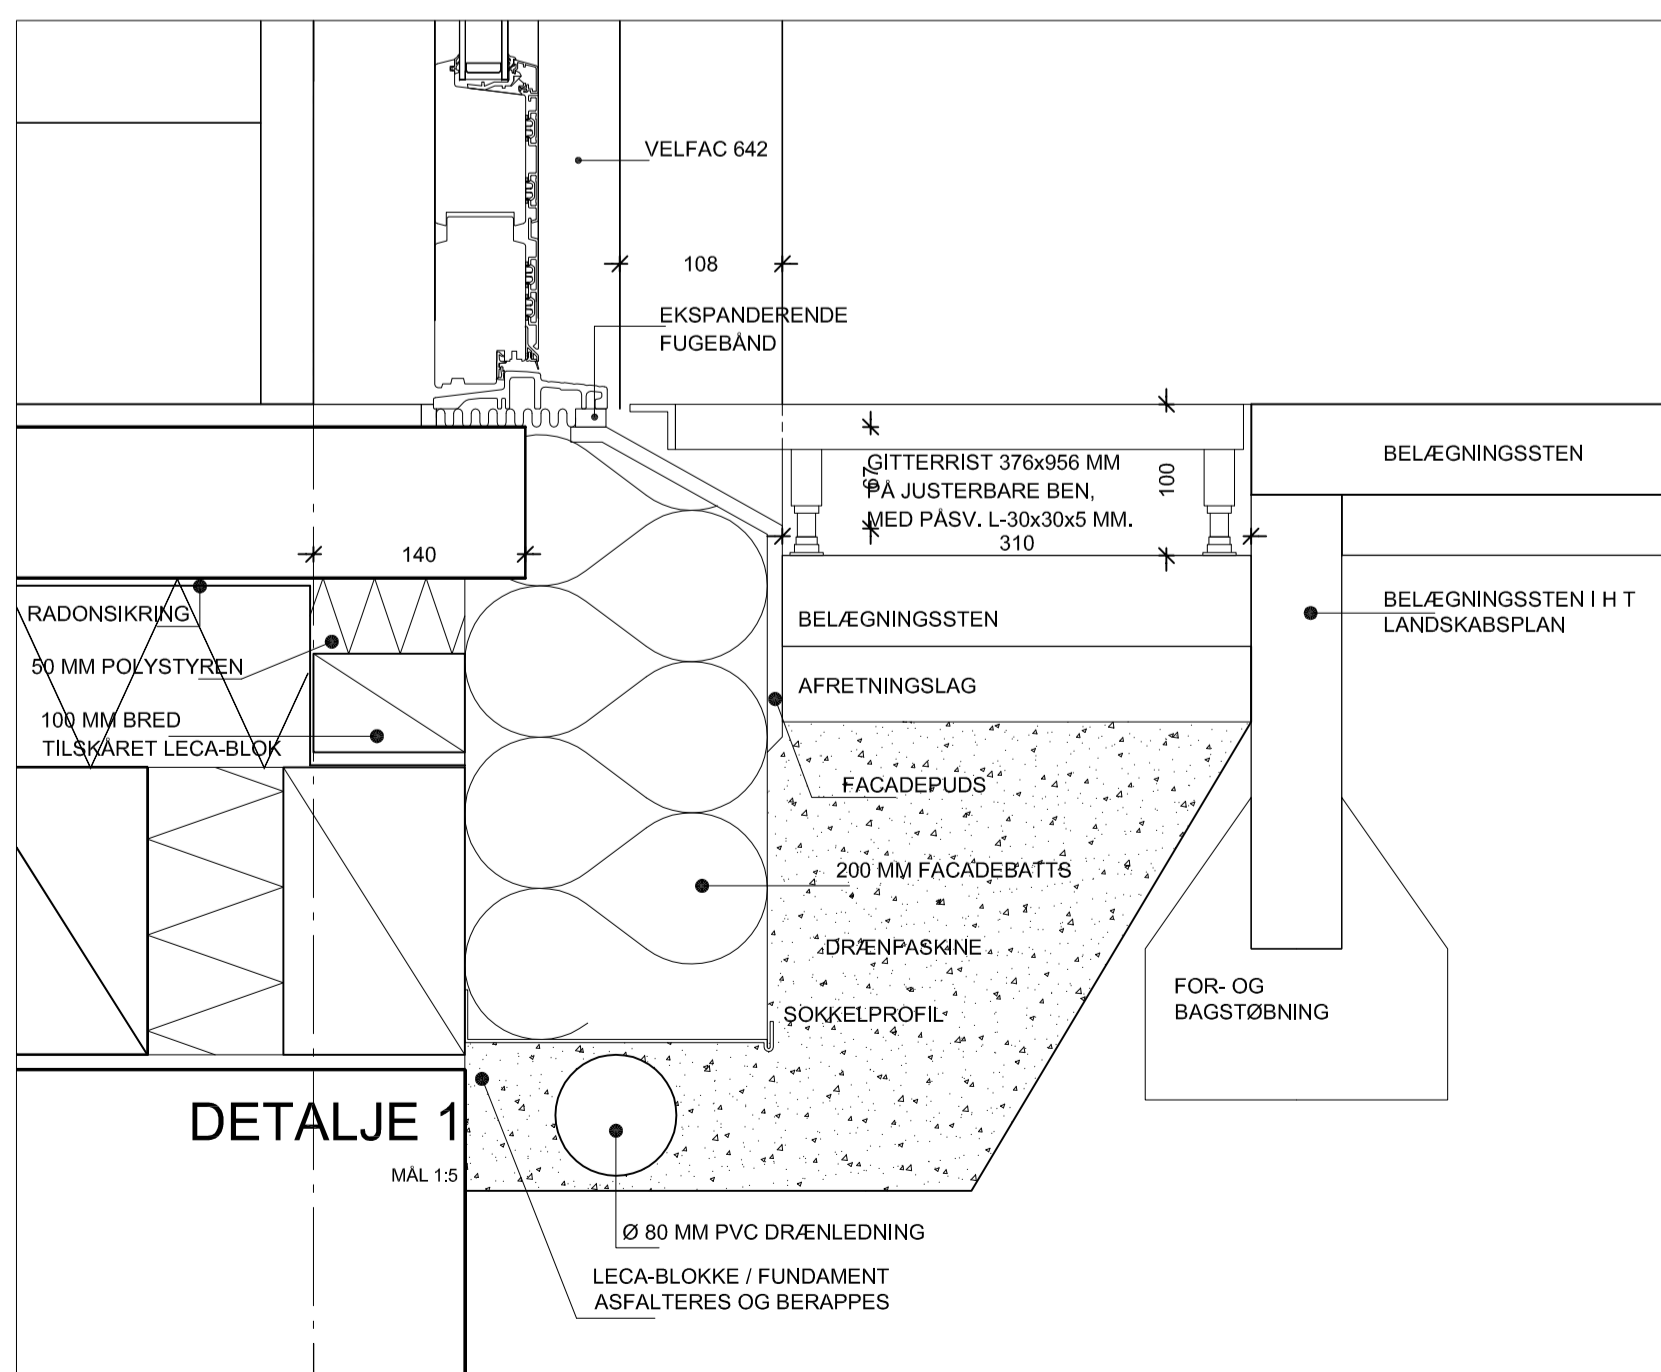 VELFAC 642
108
EKSPANDERENDE
FUGEBÅND
BELÆGNINGSSTEN
GITTERRIST 376x956 MM
67
PÅ JUSTERBARE BEN,
100
MED PÅSV. L-30x30x5 MM.
310
140
RADONSIKRING
BELÆGNINGSSTEN
BELÆGNINGSSTEN I H T
LANDSKABSPLAN
50 MM POLYSTYREN
AFRETNINGSLAG
100 MM BRED
TILSKÅRET LECA-BLOK
FACADEPUDS
200 MM FACADEBATTS
DRÆNFASKINE
FOR- OG
BAGSTØBNING
SOKKELPROFIL
DETALJE 1
MÅL 1:5
Ø 80 MM PVC DRÆNLEDNING
LECA-BLOKKE / FUNDAMENT
ASFALTERES OG BERAPPES